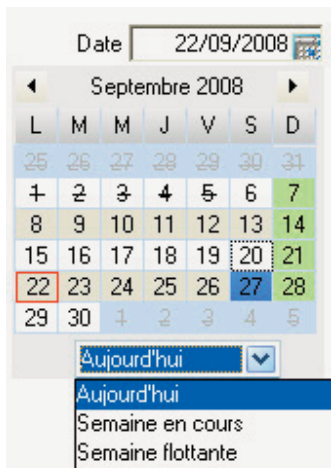 Date 22/09/2008
Septembre 2008
L M M J V S D
25 26 27 28 29 30 31
1 2 3 4 5 6 7
8 9 10 11 12 13 14
15 16 17 18 19 20 21
22 23 24 25 26 27 28
29 30 1 2 3 4 5
Aujourd'hui
Aujourd'hui
Semaine en cours
Semaine flottante